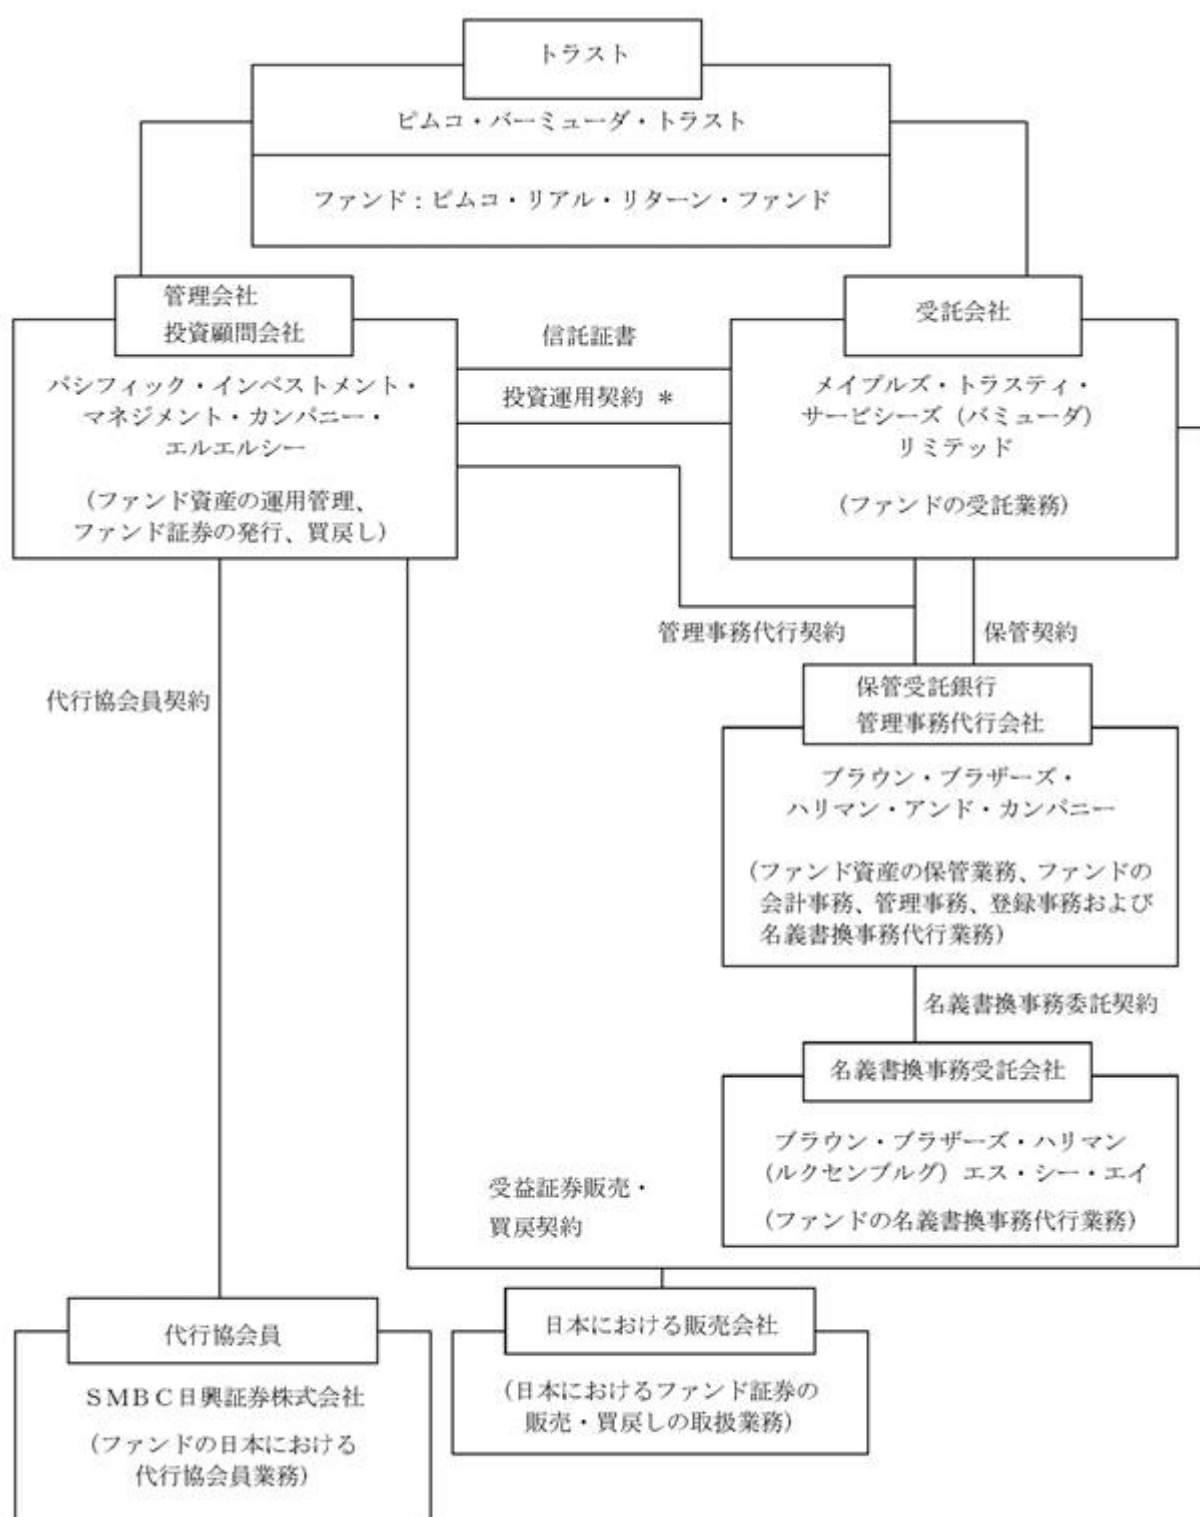 トラスト
ピムコ・バーミューダ・トラスト
ファンド：ピムコ・リアル・リターン・ファンド
管理会社
投資顧問会社
パシフィック・インベストメント・
マネジメント・カンパニー・
エルエルシー
（ファンド資産の運用管理、
ファンド証券の発行、買戻し）
信託証書
投資運用契約 ＊
受託会社
メイプルズ・トラスティ・
サービシーズ（バミューダ）
リミテッド
（ファンドの受託業務）
管理事務代行契約
保管契約
代行協会員契約
保管受託銀行
管理事務代行会社
ブラウン・ブラザーズ・
ハリマン・アンド・カンパニー
（ファンド資産の保管業務、ファンドの
会計事務、管理事務、登録事務および
名義書換事務代行業務）
名義書換事務委託契約
名義書換事務受託会社
ブラウン・ブラザーズ・ハリマン
（ルクセンブルグ）エス・シー・エイ
（ファンドの名義書換事務代行業務）
受益証券販売・
買戻契約
代行協会員
ＳＭＢＣ日興証券株式会社
（ファンドの日本における
代行協会員業務）
日本における販売会社
（日本におけるファンド証券の
販売・買戻しの取扱業務）